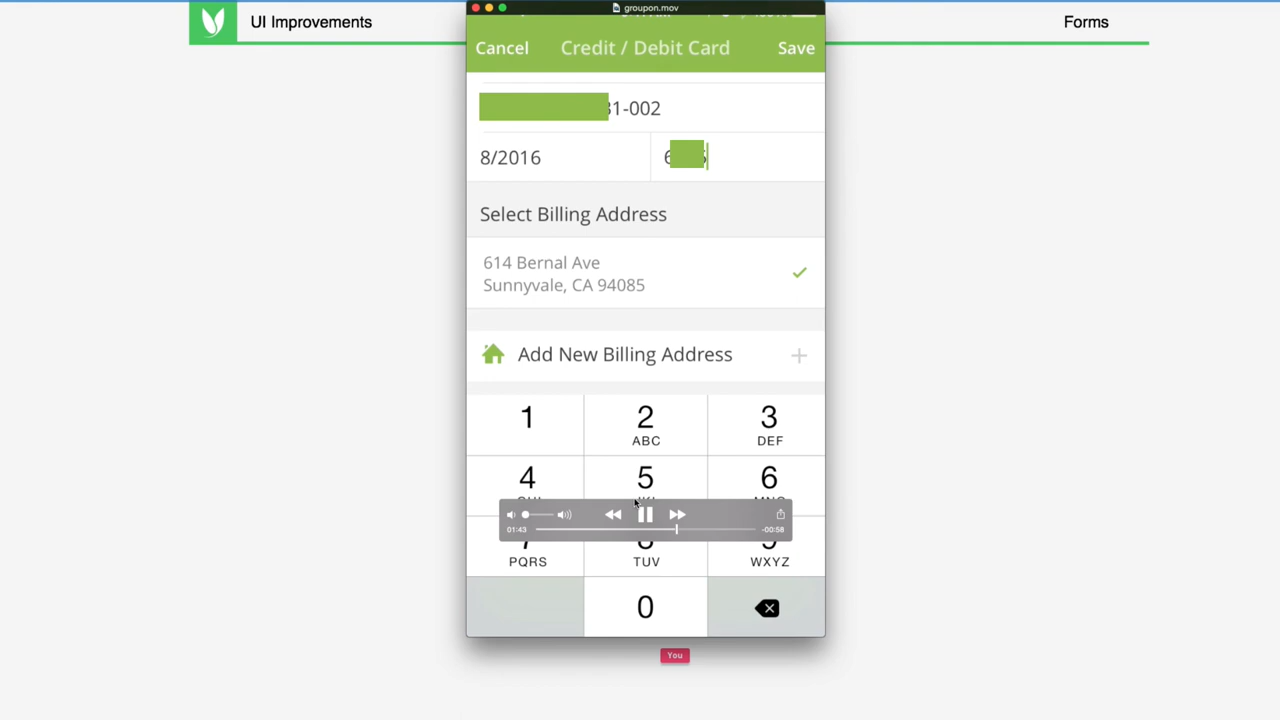 groupon.mov
UI Improvements
Forms
Cancel
Credit / Debit Card
Save
31-002
8/2016
Select Billing Address
614 Bernal Ave
Sunnyvale, CA 94085
Add New Billing Address
1
2
3
ABC
DEF
4
5
6
01:43
-00:58
PQRS
TUV
WXYZ
0
You